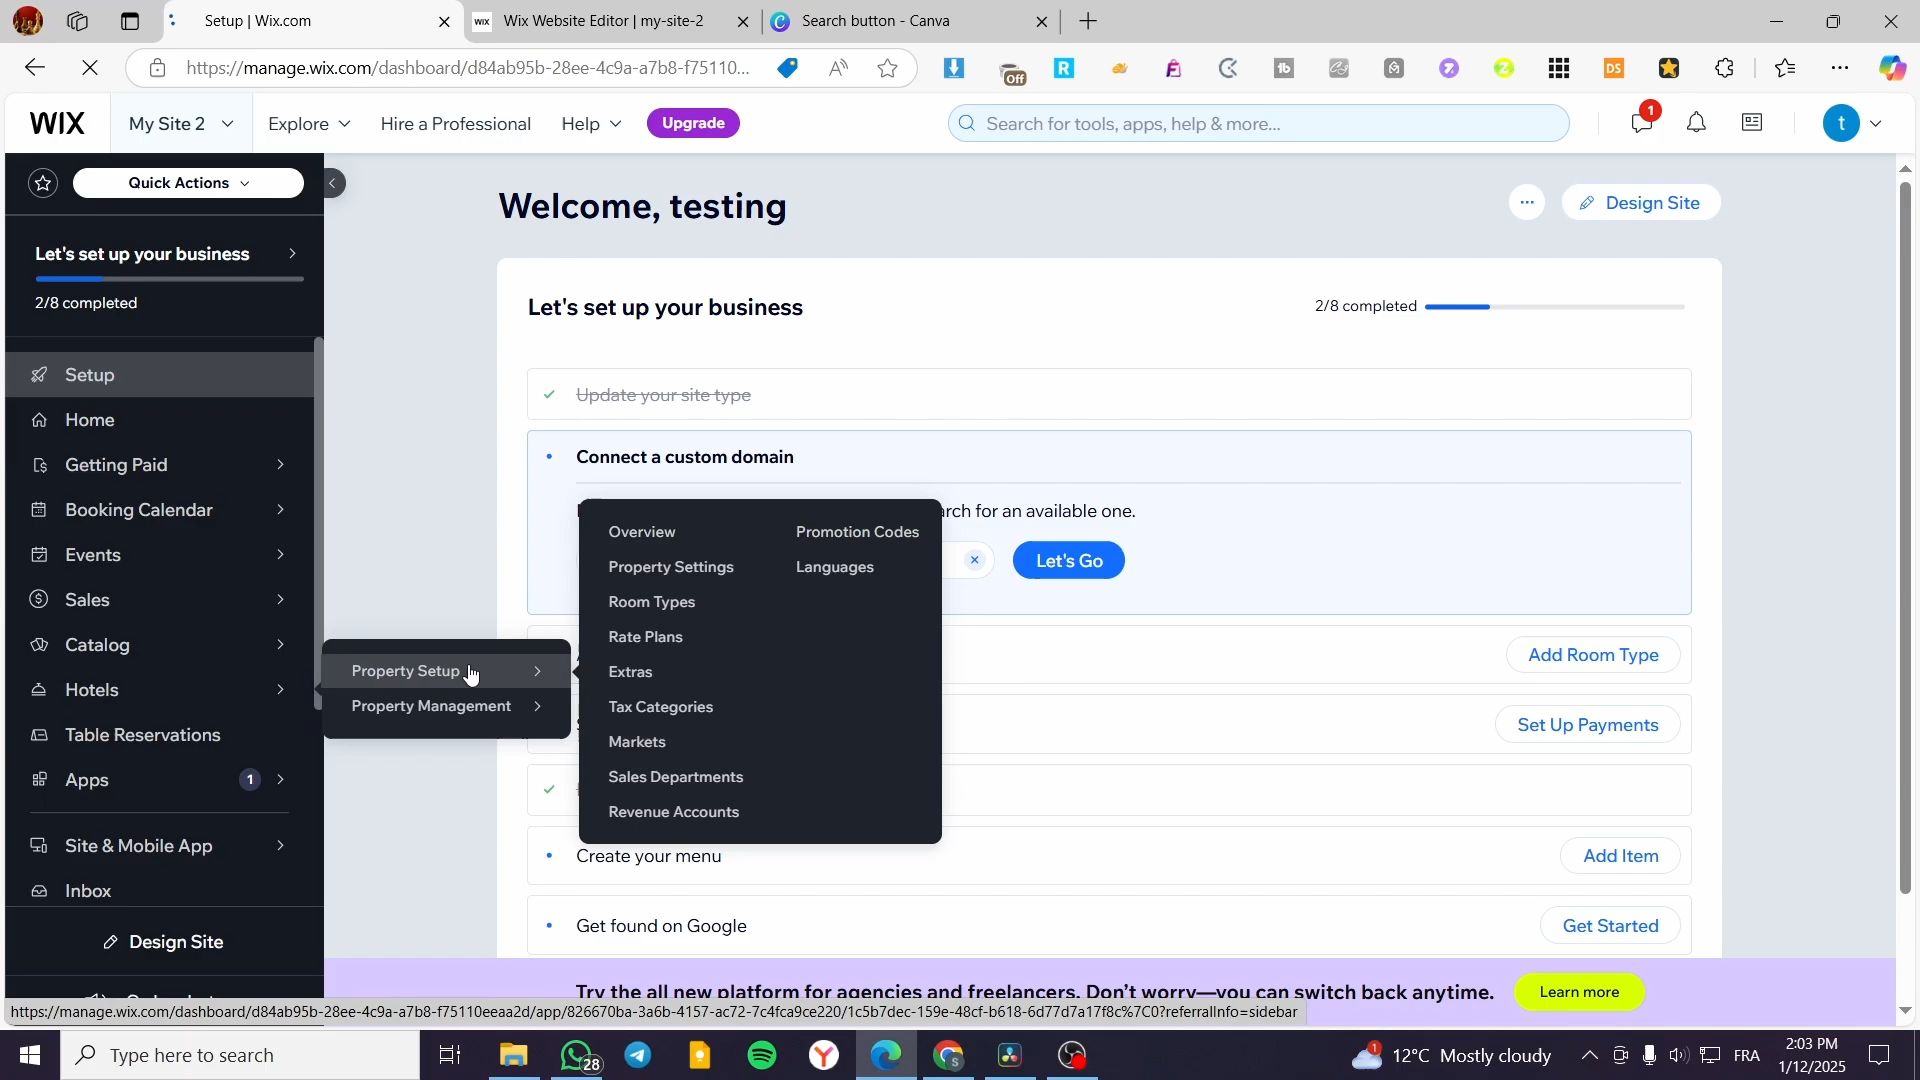 Setup | Wix.com
WIX Wix Website Editor | my-site-2
Search button - Canva
https://manage.wix.com/dashboard/d84ab95b-28ee-4c9a-a7b8-f75110...
Off
DS
WIX
My Site 2
Explore
Hire a Professional
Help
Upgrade
Search for tools, apps, help & more...
1
t
Quick Actions
Let's set up your business
2/8 completed
Setup
Home
Getting Paid
Booking Calendar
Events
Sales
Catalog
Hotels
Table Reservations
Apps 1
Site & Mobile App
Inbox
Design Site
Property Setup
Property Management
Overview
Property Settings
Room Types
Rate Plans
Extras
Tax Categories
Markets
Sales Departments
Revenue Accounts
Promotion Codes
Languages
Welcome, testing
Design Site
Let's set up your business
2/8 completed
Update your site type
Connect a custom domain
for an available one.
Let's Go
Add Room Type
Set Up Payments
Create your menu
Add Item
Get found on Google
Get Started
Try the all new platform for agencies and freelancers. Don't worry—you can switch back anytime.
Learn more
https://manage.wix.com/dashboard/d84ab95b-28ee-4c9a-a7b8-f75110eeaa2d/app/826670ba-3a6b-4157-ac72-7c4fca9ce220/1c5b7dec-159e-48cf-b618-6d77d7a17f8c%7C0?referralInfo=sidebar
Type here to search
28
1
12°C Mostly cloudy
FRA
2:03 PM
1/12/2025